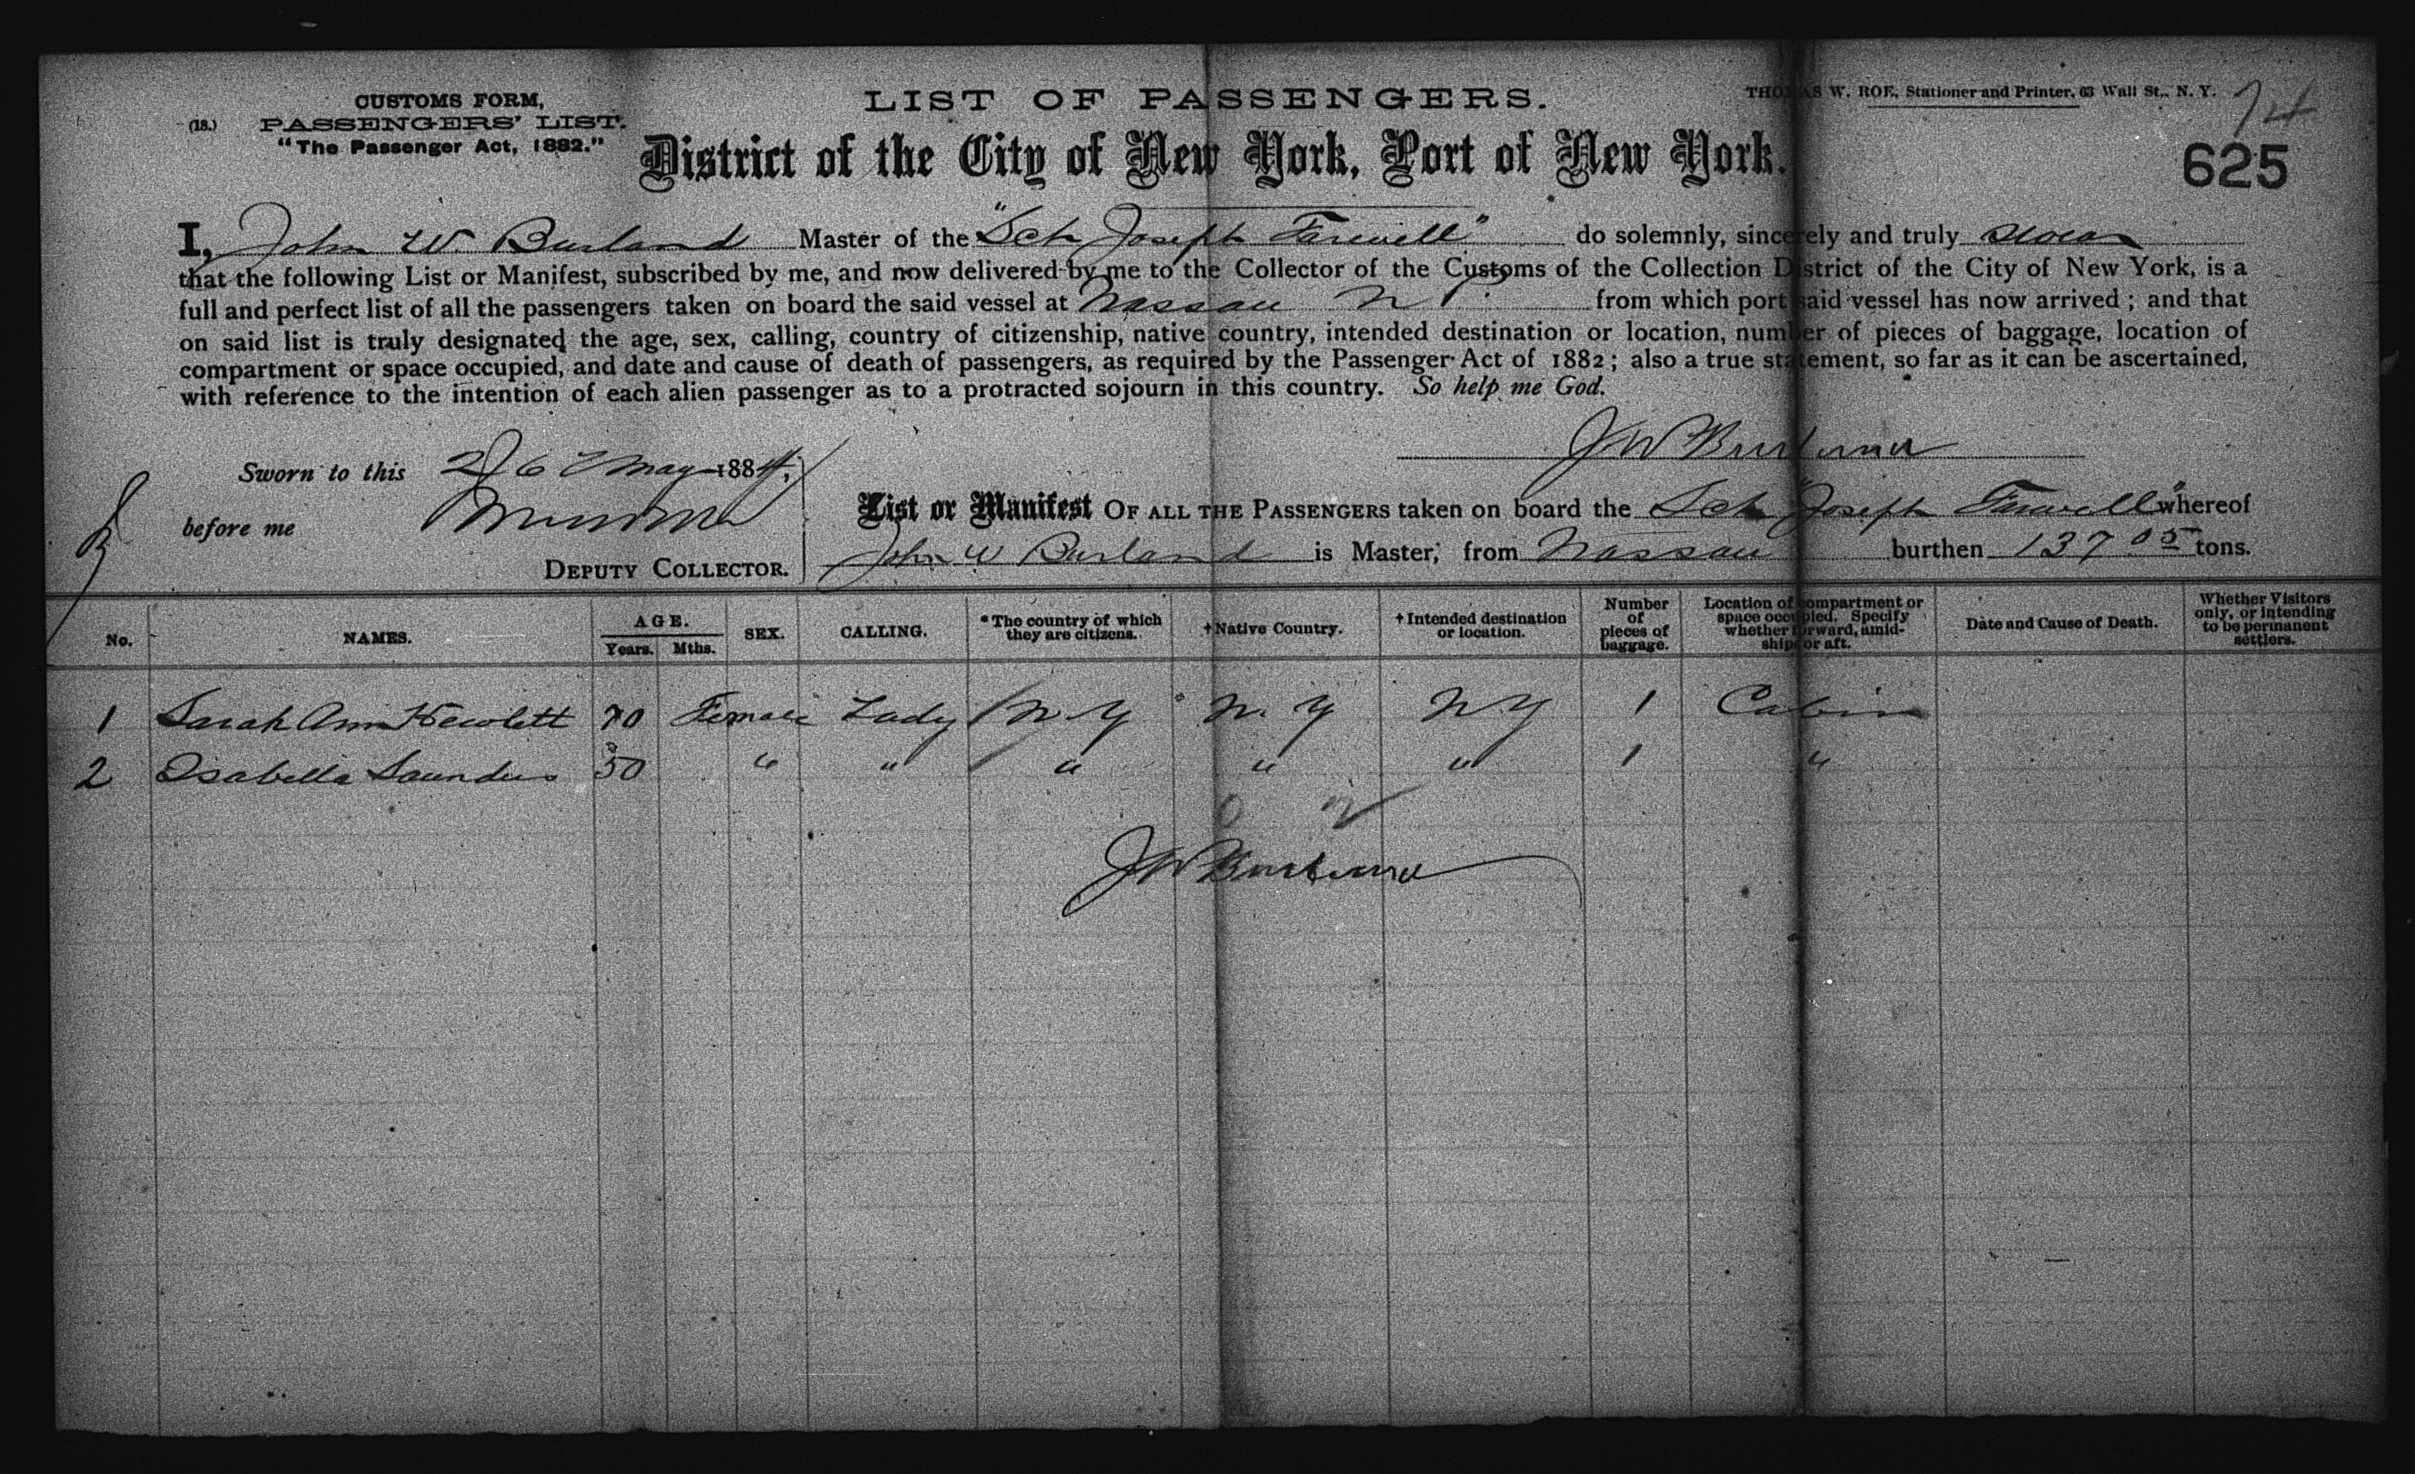 CUSTOMS FORM,
(18.) PASSENGERS' LIST.
"The Passenger Act, 1882."
LIST OF PASSENGERS.
THOMAS W. ROE, Stationer and Printer, 63 Wall St., N. Y.
74
District of the City of New York, Port of New York.
625
I, John W. Burland Master of the "Sch Joseph Farwell" do solemnly, sincerely and truly swear
that the following List or Manifest, subscribed by me, and now delivered by me to the Collector of the Customs of the Collection District of the City of New York, is a
full and perfect list of all the passengers taken on board the said vessel at Nassau N P. from which port said vessel has now arrived; and that
on said list is truly designated the age, sex, calling, country of citizenship, native country, intended destination or location, number of pieces of baggage, location of
compartment or space occupied, and date and cause of death of passengers, as required by the Passenger Act of 1882; also a true statement, so far as it can be ascertained,
with reference to the intention of each alien passenger as to a protracted sojourn in this country. So help me God.
J W Burland
Sworn to this 26 May 1884,
before me
DEPUTY COLLECTOR.
List or Manifest OF ALL THE PASSENGERS taken on board the Sch "Joseph Farwell" whereof
John W Burland is Master, from Nassau burthen 137 05 tons.
No. NAMES. AGE. Years. Mths. SEX. CALLING. *The country of which they are citizens. †Native Country. †Intended destination or location. Number of pieces of baggage. Location of compartment or space occupied. Specify whether forward, amidships or aft. Date and Cause of Death. Whether Visitors only, or intending to be permanent settlers.
1 Sarah Ann Hewlett 70 Female Lady N. Y N. Y N Y 1 Cabin
2 Isabella Saunders 50 " " " " " 1 "
J W Burland